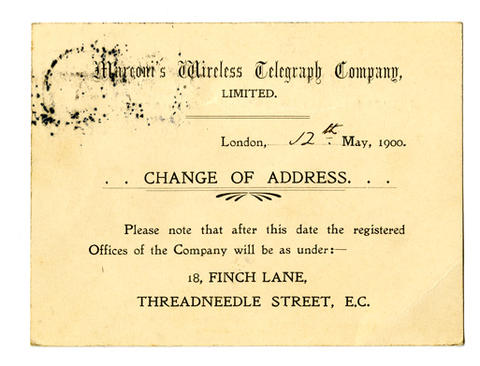 Marconi's Wireless Telegraph Company,
LIMITED.
London, 12th May, 1900.
. . CHANGE OF ADDRESS. . .
Please note that after this date the registered
Offices of the Company will be as under:—
18, FINCH LANE,
THREADNEEDLE STREET, E.C.